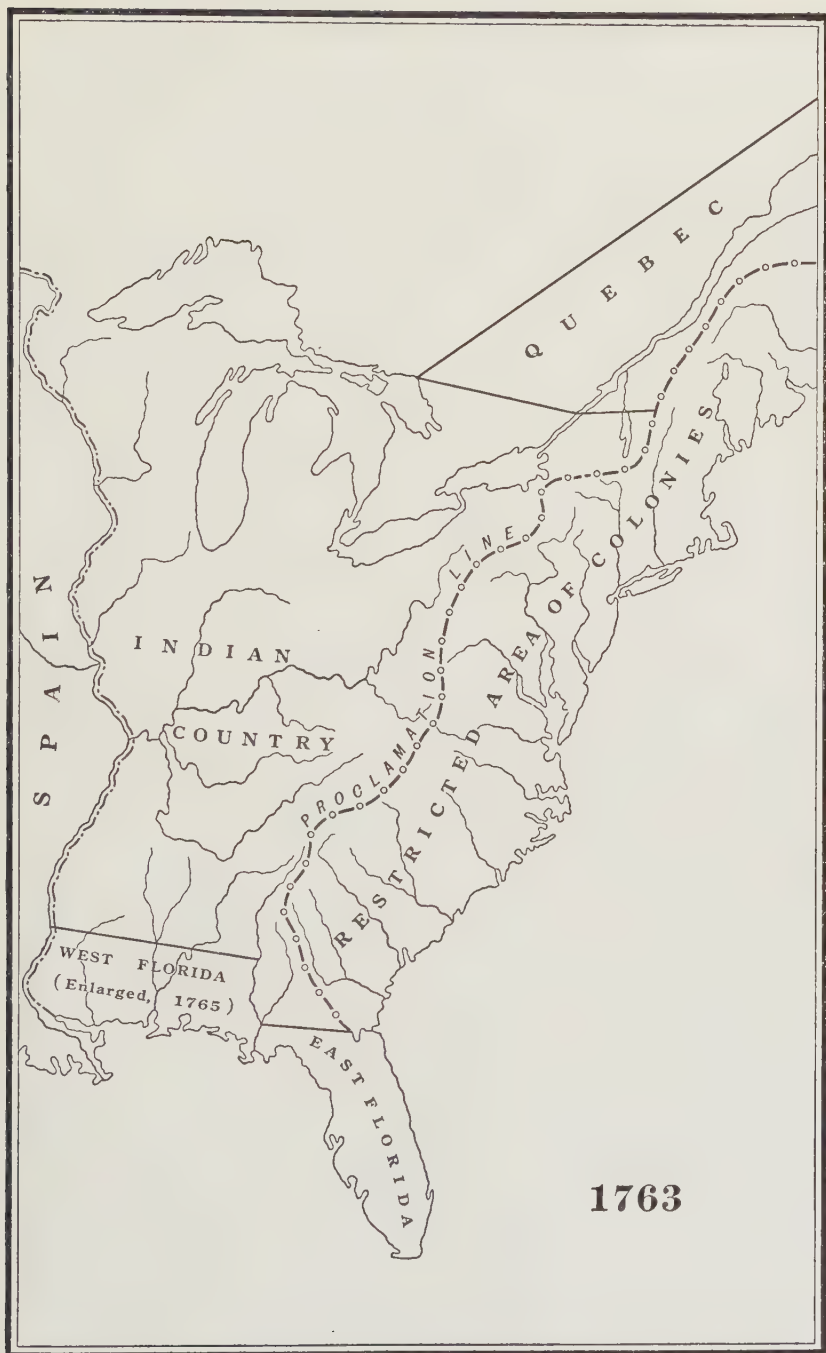 QUEBEC
SPAIN
INDIAN
COUNTRY
PROCLAMATION LINE
RESTRICTED AREA OF COLONIES
WEST FLORIDA
(Enlarged, 1765)
EAST FLORIDA
1763